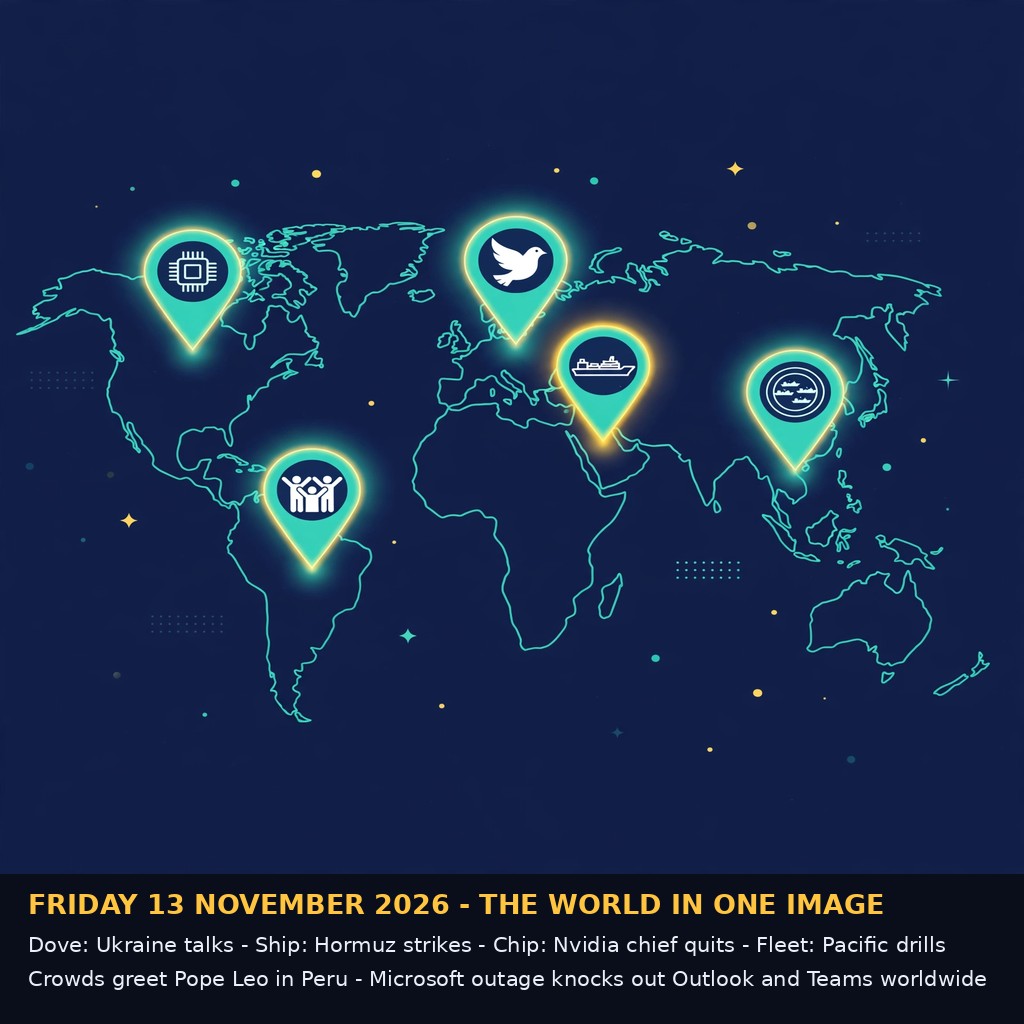 FRIDAY 13 NOVEMBER 2026 - THE WORLD IN ONE IMAGE
Dove: Ukraine talks - Ship: Hormuz strikes - Chip: Nvidia chief quits - Fleet: Pacific drills
Crowds greet Pope Leo in Peru - Microsoft outage knocks out Outlook and Teams worldwide